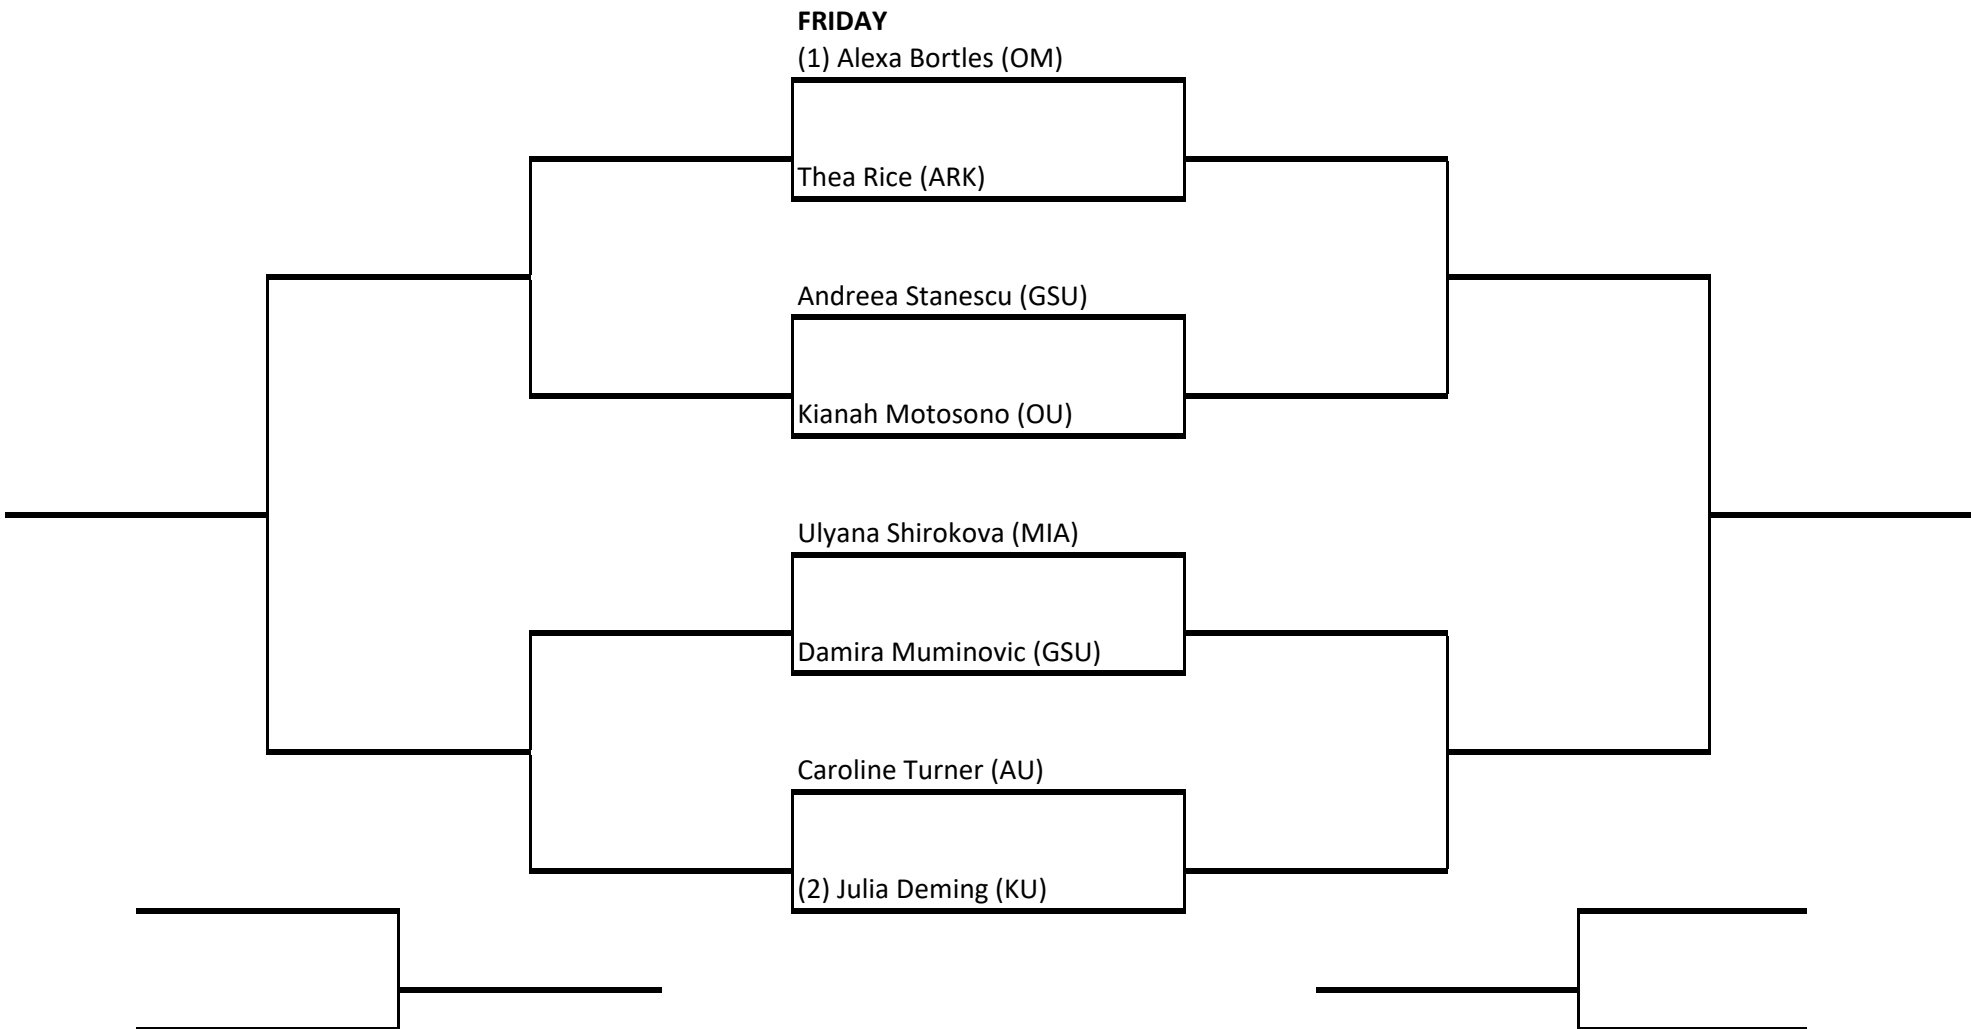 FRIDAY
(1) Alexa Bortles (OM)
Thea Rice (ARK)
Andreea Stanescu (GSU)
Kianah Motosono (OU)
Ulyana Shirokova (MIA)
Damira Muminovic (GSU)
Caroline Turner (AU)
(2) Julia Deming (KU)